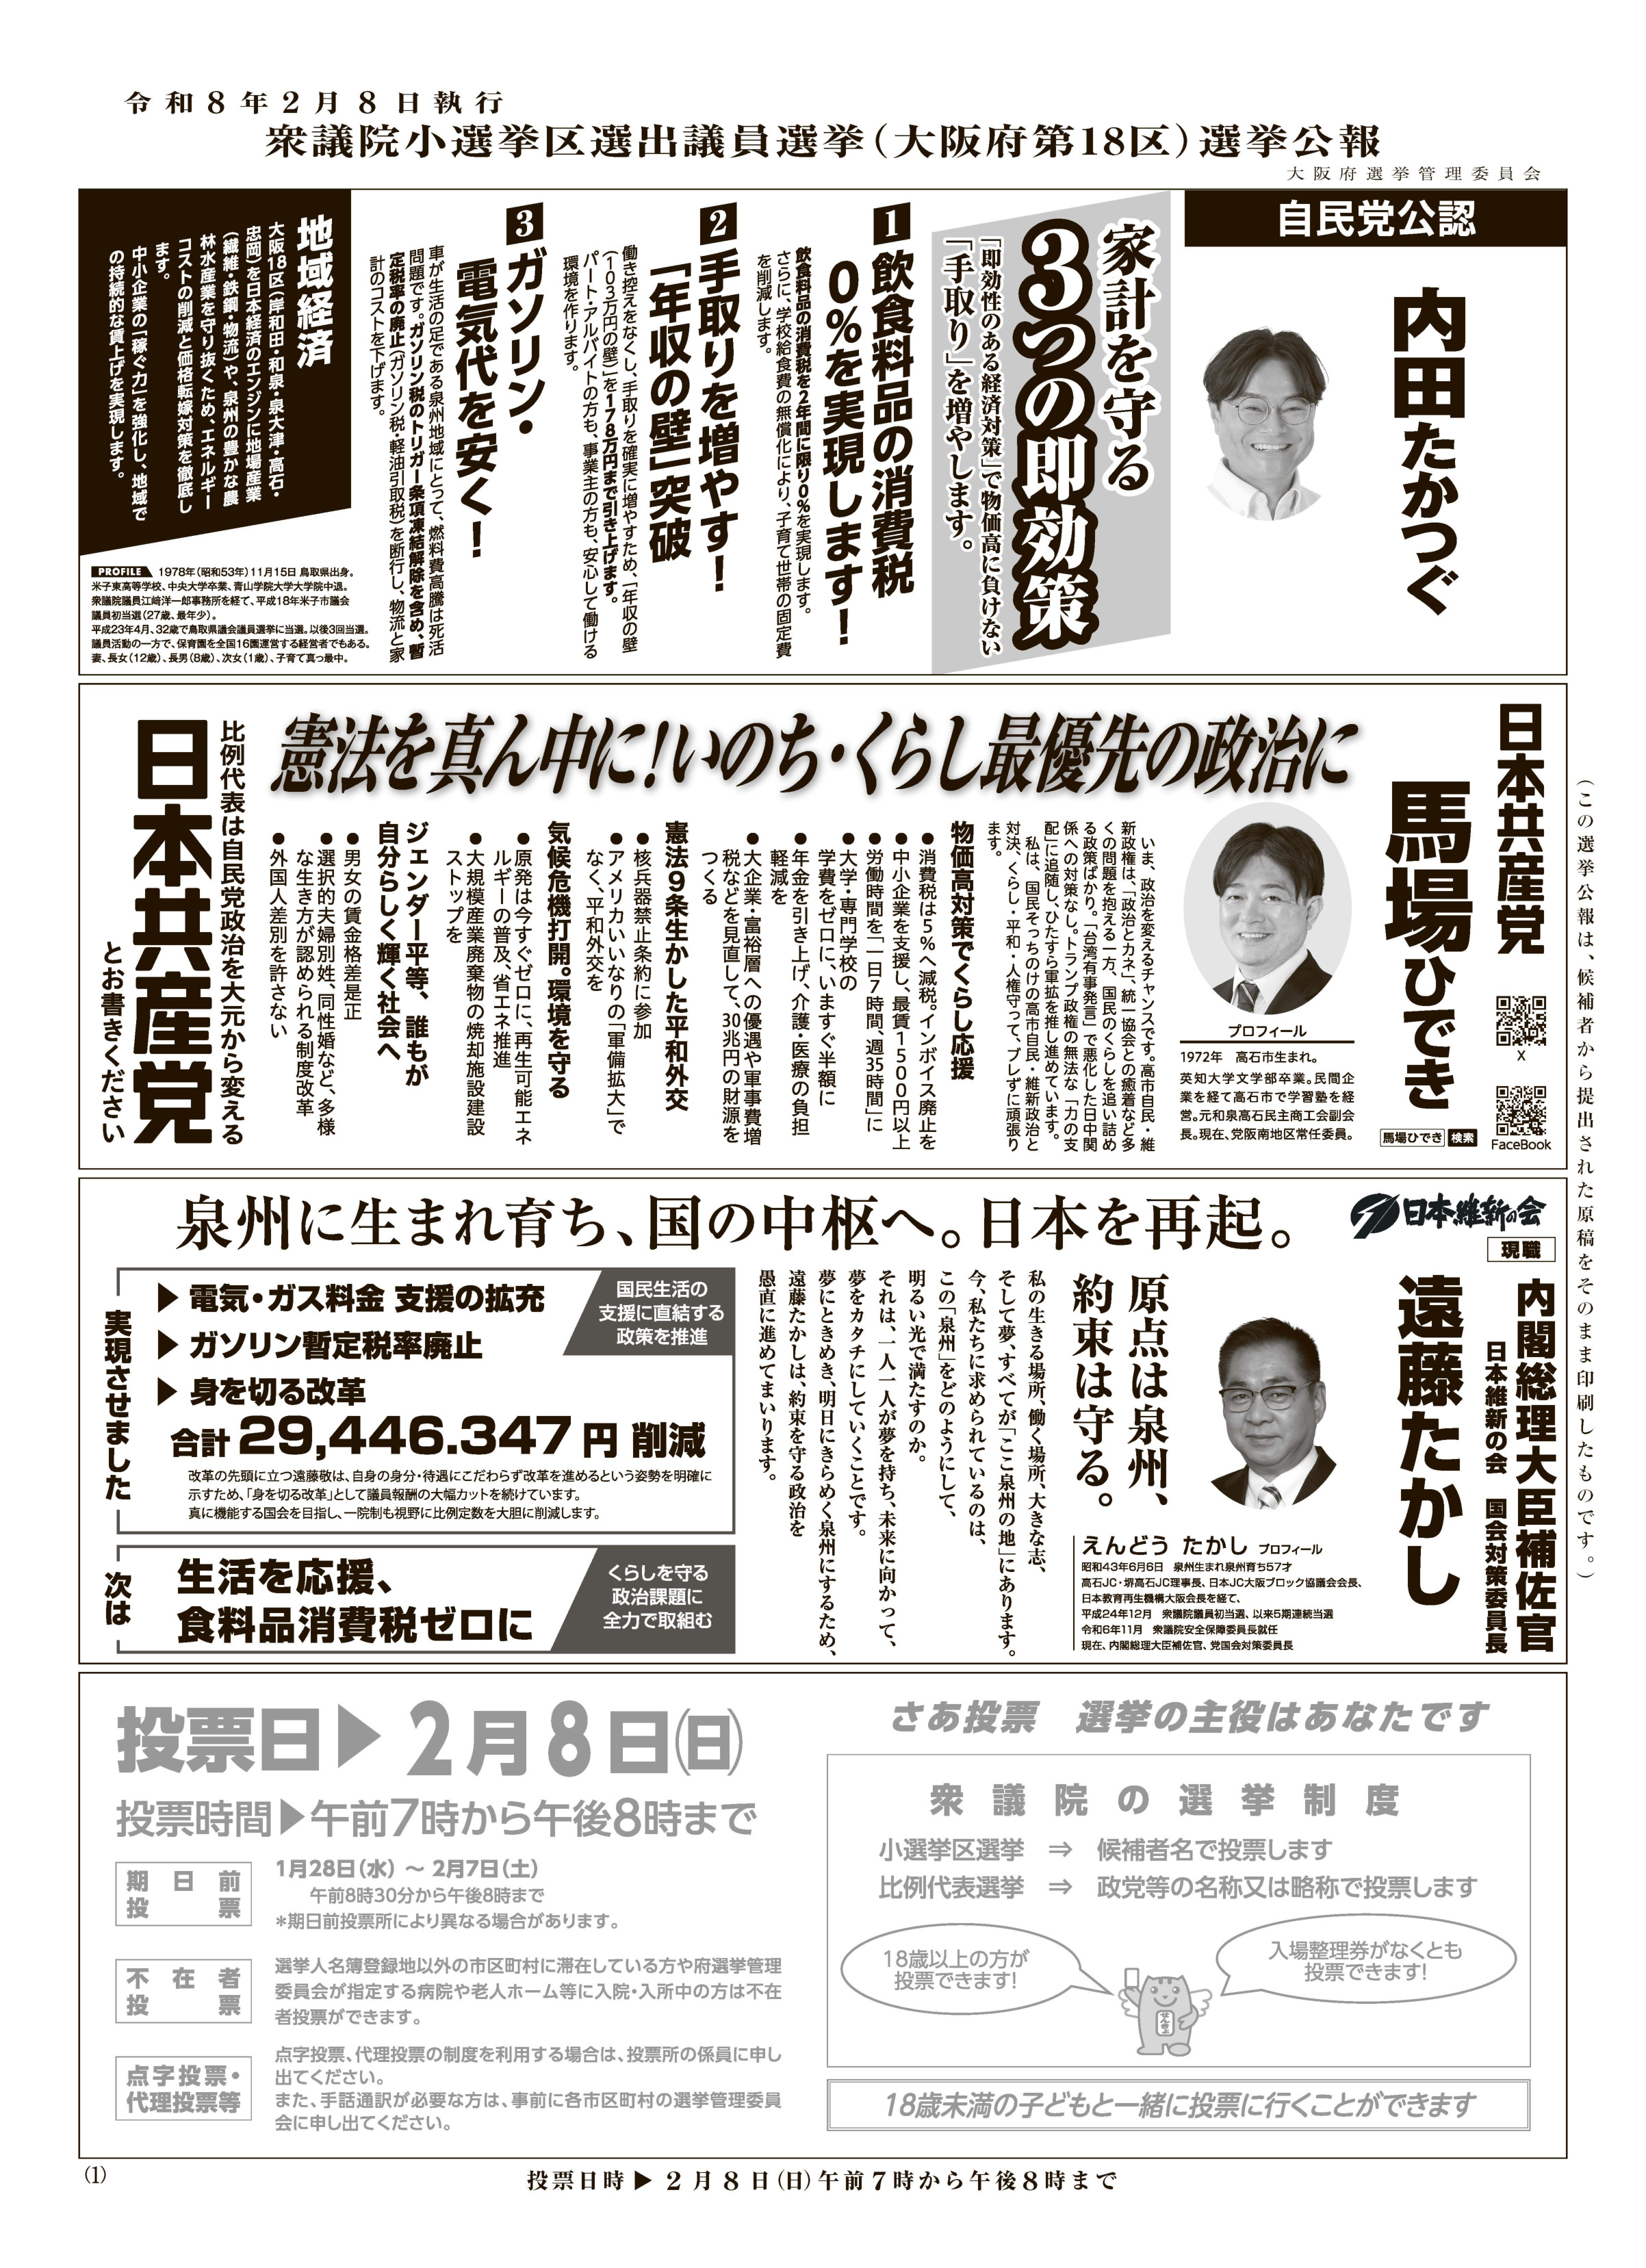 令和8年2月8日執行
衆議院小選挙区選出議員選挙（大阪府第18区）選挙公報
大阪府選挙管理委員会
自民党公認
内田たかつぐ
家計を守る
3つの即効策
「即効性のある経済対策」で物価高に負けない
「手取り」を増やします。
1 飲食料品の消費税
0%を実現します！
飲食料品の消費税を2年間に限り0%を実現します。
さらに、学校給食費の無償化により、子育て世帯の固定費
を削減します。
2 手取りを増やす！
「年収の壁」突破
働き控えをなくし、手取りを確実に増やすため、「年収の壁
（103万円の壁）」を178万円まで引き上げます。
パート・アルバイトの方も、事業主の方も、安心して働ける
環境を作ります。
3 ガソリン・
電気代を安く！
車が生活の足である泉州地域にとって、燃料費高騰は死活
問題です。ガソリン税のトリガー条項凍結解除を含め、暫
定税率の廃止（ガソリン税・軽油引取税）を断行し、物流と家
計のコストを下げます。
地域経済
大阪18区（岸和田・和泉・泉大津・高石・
忠岡）を日本経済のエンジンに地場産業
（繊維・鉄鋼・物流）や、泉州の豊かな農
林水産業を守り抜くため、エネルギー
コストの削減と価格転嫁対策を徹底し
ます。
中小企業の「稼ぐ力」を強化し、地域で
の持続的な賃上げを実現します。
PROFILE 1978年（昭和53年）11月15日 鳥取県出身。
米子東高等学校、中央大学卒業、青山学院大学大学院中退。
衆議院議員江﨑洋一郎事務所を経て、平成18年米子市議会
議員初当選（27歳、最年少）。
平成23年4月、32歳で鳥取県議会議員選挙に当選。以後3回当選。
議員活動の一方で、保育園を全国16園運営する経営者でもある。
妻、長女（12歳）、長男（8歳）、次女（1歳）、子育て真っ最中。
日本共産党
馬場ひでき
X
FaceBook
馬場ひでき 検索
憲法を真ん中に！いのち・くらし最優先の政治に
プロフィール
1972年　高石市生まれ。
英知大学文学部卒業。民間企
業を経て高石市で学習塾を経
営。元和泉高石民主商工会副会
長。現在、党阪南地区常任委員。
いま、政治を変えるチャンスです。高市自民・維
新政権は、「政治とカネ」、統一協会との癒着など多
くの問題を抱える一方、国民のくらしを追い詰め
る政策ばかり。「台湾有事発言」で悪化した日中関
係への対策なし。トランプ政権の無法な「力の支
配」に追随し、ひたすら軍拡を推し進めています。
私は、国民そっちのけの高市自民・維新政治と
対決、くらし・平和・人権守って、ブレずに頑張り
ます。
物価高対策でくらし応援
●消費税は5％へ減税。インボイス廃止を
●中小企業を支援し、最賃1500円以上
●労働時間を「一日7時間、週35時間」に
●大学・専門学校の
学費をゼロに、いますぐ半額に
●年金を引き上げ、介護・医療の負担
軽減を
●大企業・富裕層への優遇や軍事費増
税などを見直して、30兆円の財源を
つくる
憲法9条生かした平和外交
●核兵器禁止条約に参加
●アメリカいいなりの「軍備拡大」で
なく、平和外交を
気候危機打開。環境を守る
●原発は今すぐゼロに、再生可能エネ
ルギーの普及、省エネ推進
●大規模産業廃棄物の焼却施設建設
ストップを
ジェンダー平等、誰もが
自分らしく輝く社会へ
●男女の賃金格差是正
●選択的夫婦別姓、同性婚など、多様
な生き方が認められる制度改革
●外国人差別を許さない
比例代表は自民党政治を大元から変える
日本共産党
とお書きください
泉州に生まれ育ち、国の中枢へ。日本を再起。
日本維新の会
現職
内閣総理大臣補佐官
日本維新の会　国会対策委員長
遠藤たかし
えんどう たかし プロフィール
昭和43年6月6日　泉州生まれ泉州育ち57才
高石JC・堺高石JC理事長、日本JC大阪ブロック協議会会長、
日本教育再生機構大阪会長を経て、
平成24年12月　衆議院議員初当選、以来5期連続当選
令和6年11月　衆議院安全保障委員長就任
現在、内閣総理大臣補佐官、党国会対策委員長
原点は泉州、
約束は守る。
私の生きる場所、働く場所、大きな志、
そして夢、すべてが「ここ泉州の地」にあります。
今、私たちに求められているのは、
この「泉州」をどのようにして、
明るい光で満たすのか。
それは、一人一人が夢を持ち、未来に向かって、
夢をカタチにしていくことです。
夢にときめき、明日にきらめく泉州にするため、
遠藤たかしは、約束を守る政治を
愚直に進めてまいります。
実現させました
▶電気・ガス料金 支援の拡充
▶ガソリン暫定税率廃止
▶身を切る改革
合計29,446.347円 削減
国民生活の
支援に直結する
政策を推進
改革の先頭に立つ遠藤敬は、自身の身分・待遇にこだわらず改革を進めるという姿勢を明確に
示すため、「身を切る改革」として議員報酬の大幅カットを続けています。
真に機能する国会を目指し、一院制も視野に比例定数を大胆に削減します。
次は
生活を応援、
食料品消費税ゼロに
くらしを守る
政治課題に
全力で取組む
（この選挙公報は、候補者から提出された原稿をそのまま印刷したものです。）
投票日▶2月8日(日)
投票時間▶午前7時から午後8時まで
期日前投票
1月28日（水）～2月7日（土）
午前8時30分から午後8時まで
＊期日前投票所により異なる場合があります。
不在者投票
選挙人名簿登録地以外の市区町村に滞在している方や府選挙管理
委員会が指定する病院や老人ホーム等に入院・入所中の方は不在
者投票ができます。
点字投票・
代理投票等
点字投票、代理投票の制度を利用する場合は、投票所の係員に申し
出てください。
また、手話通訳が必要な方は、事前に各市区町村の選挙管理委員
会に申し出てください。
さあ投票　選挙の主役はあなたです
衆議院の選挙制度
小選挙区選挙　⇒　候補者名で投票します
比例代表選挙　⇒　政党等の名称又は略称で投票します
18歳以上の方が
投票できます！
入場整理券がなくとも
投票できます！
せんきょ
18歳未満の子どもと一緒に投票に行くことができます
(1)
投票日時▶2月8日(日)午前7時から午後8時まで